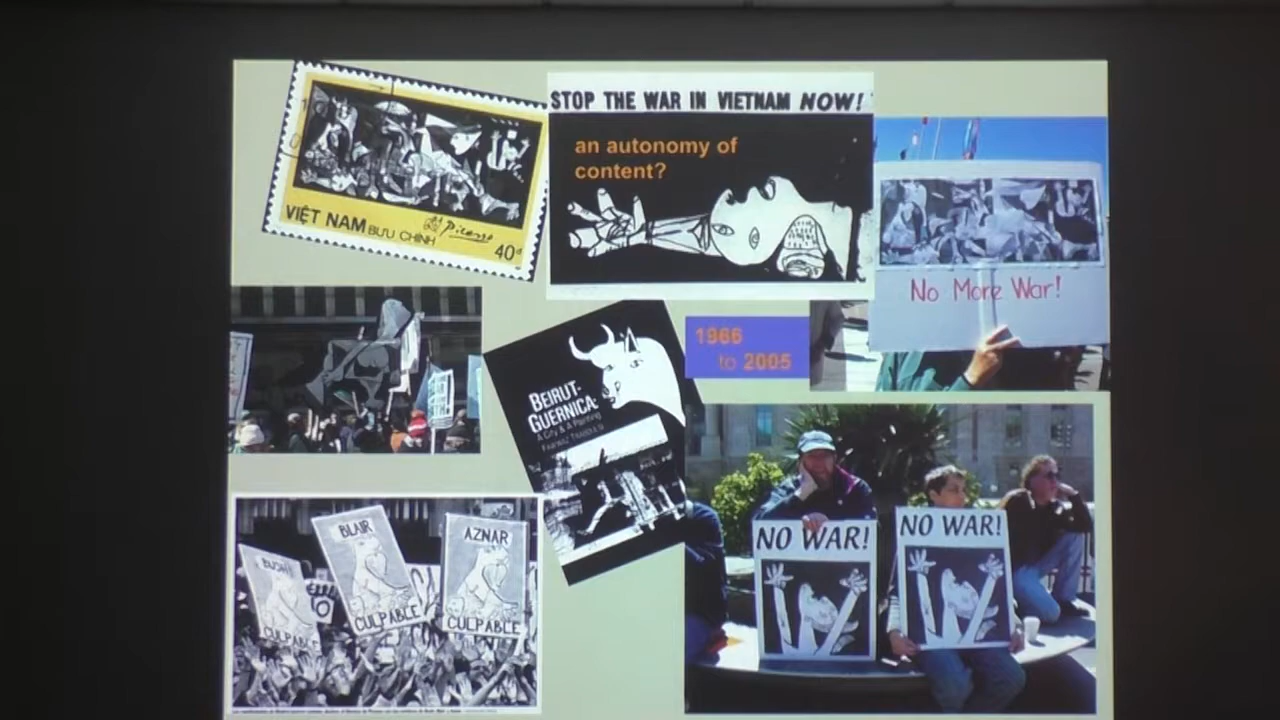 STOP THE WAR IN VIETNAM NOW!
an autonomy of
content?
VIỆT NAM BƯU CHÍNH
Picasso
40đ
No More War!
1966
to 2005
BEIRUT-
GUERNICA:
A City & A Painting
NO WAR!
NO WAR!
BUSH
CULPABLE
BLAIR
CULPABLE
AZNAR
CULPABLE